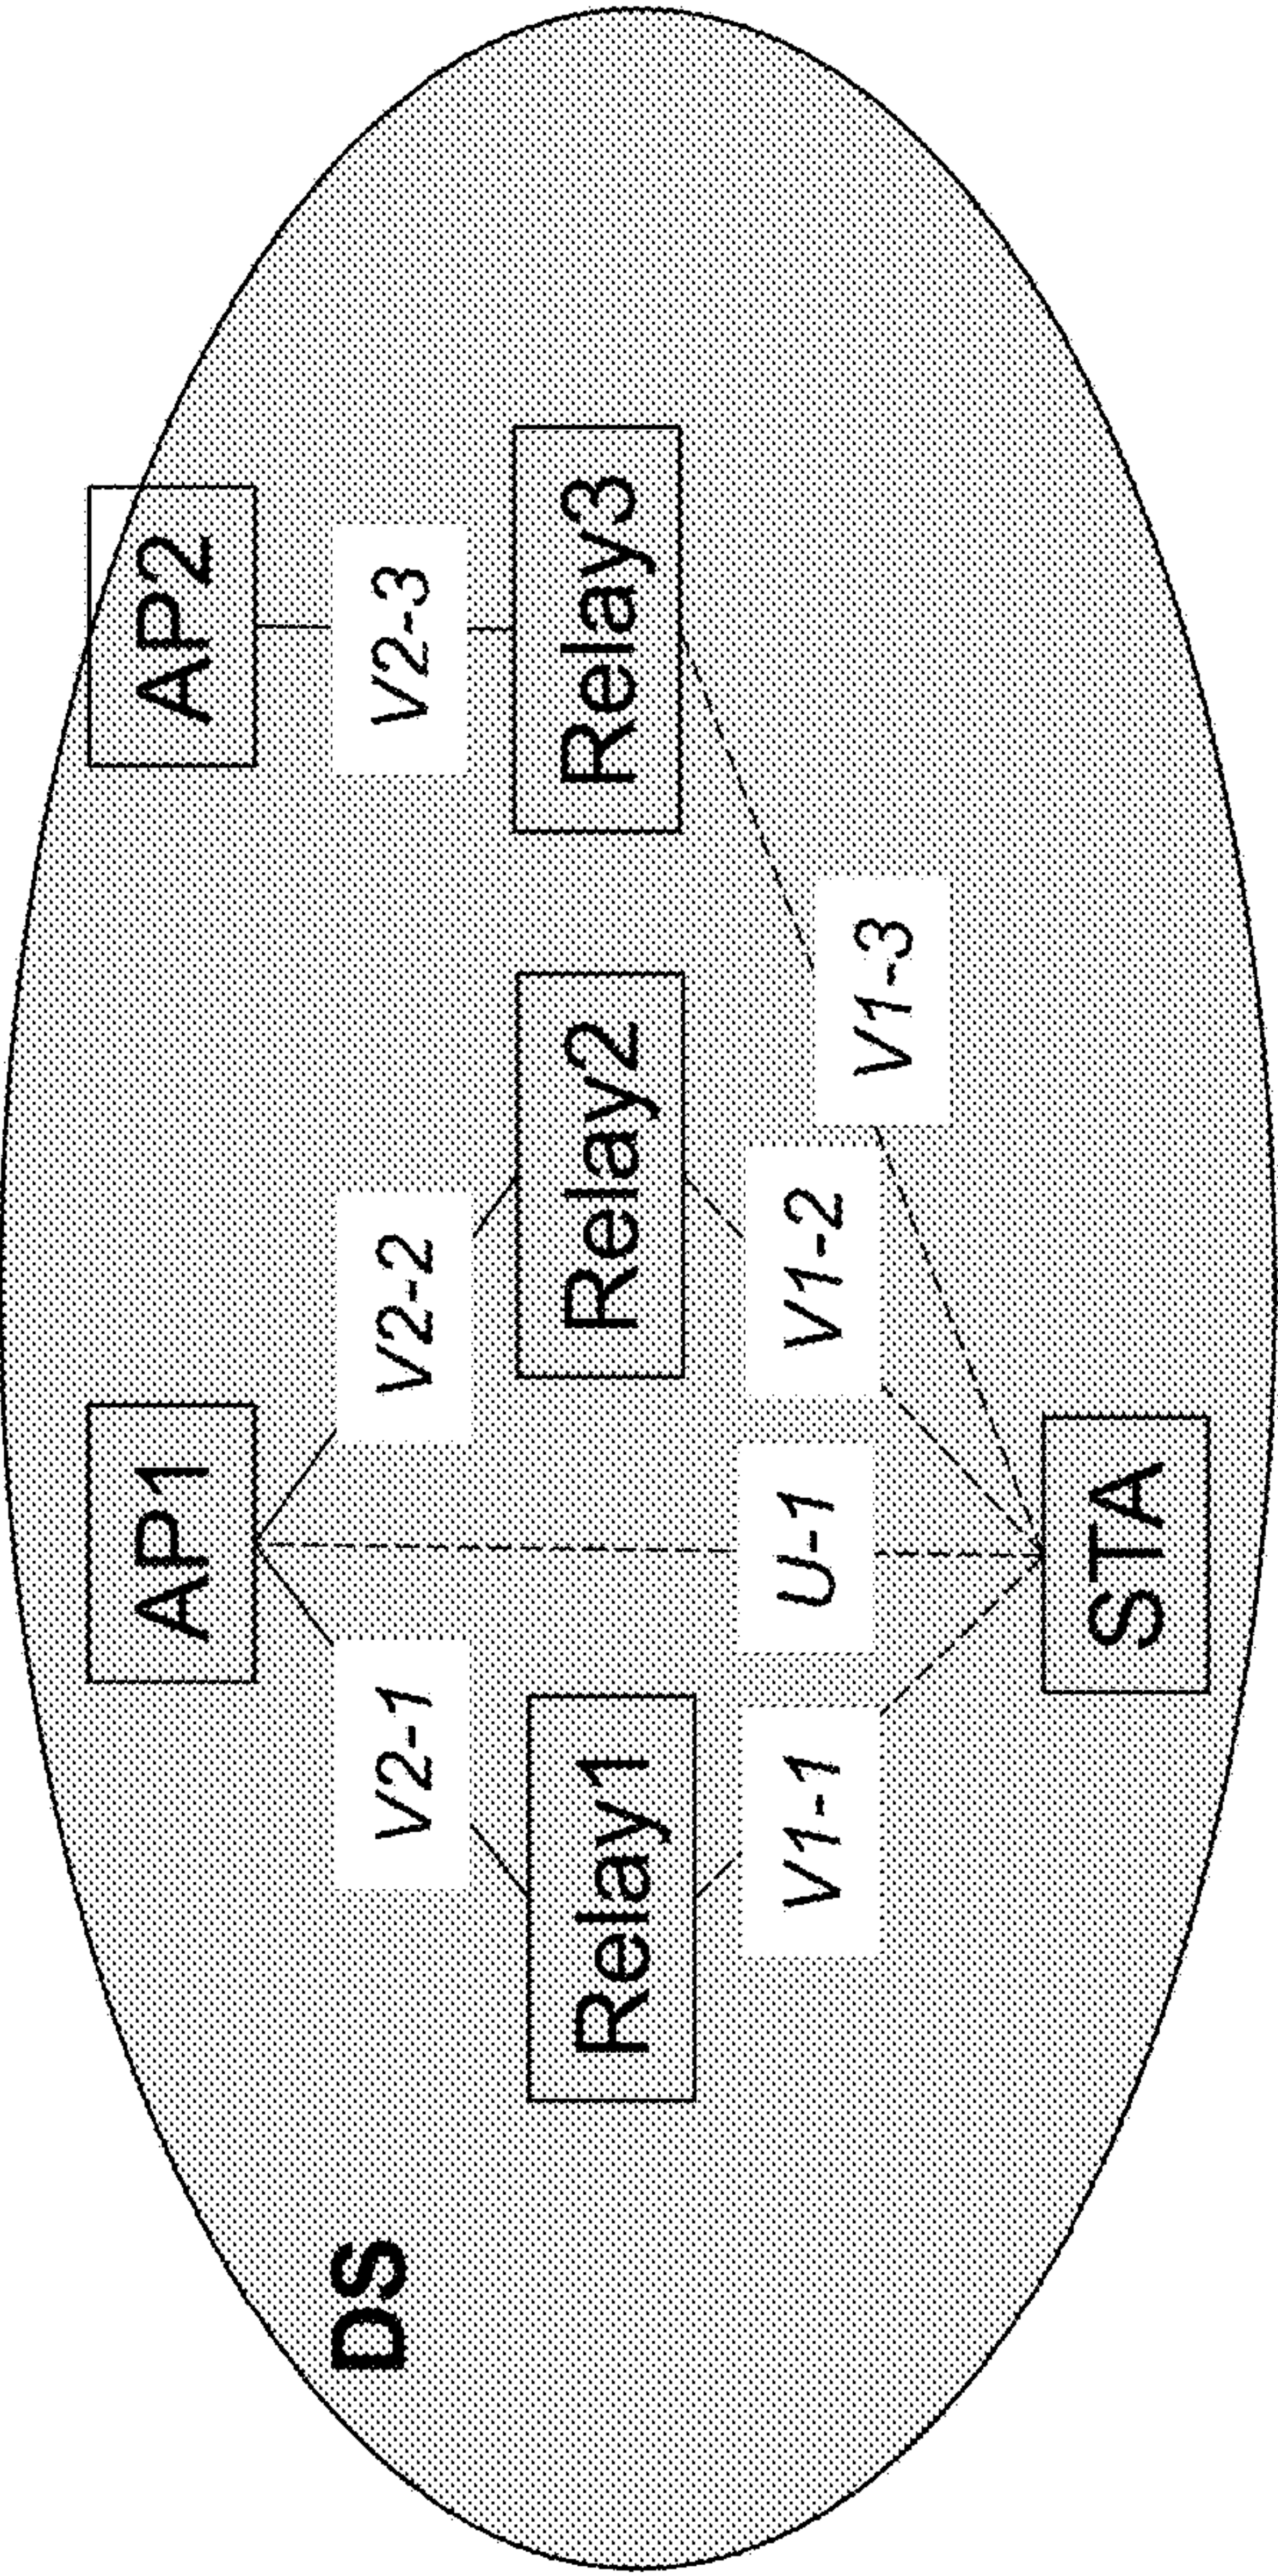 DS
AP1
AP2
V2-1
V2-2
V2-3
Relay1
Relay2
Relay3
V1-1
U-1
V1-2
V1-3
STA